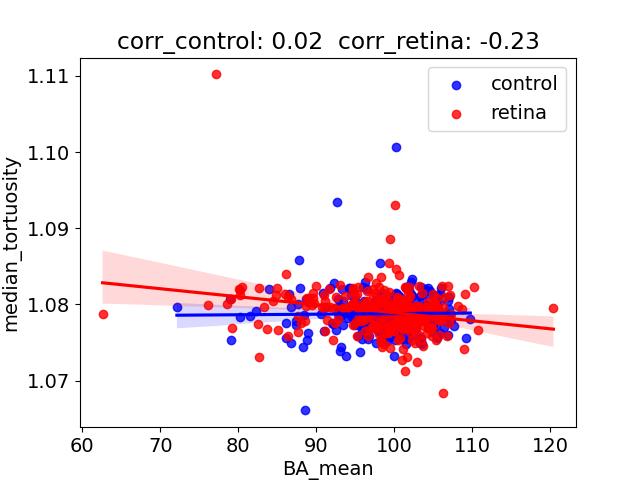 corr_control: 0.02  corr_retina: -0.23
control
retina
1.11
1.10
1.09
1.08
1.07
median_tortuosity
60 70 80 90 100 110 120
BA_mean